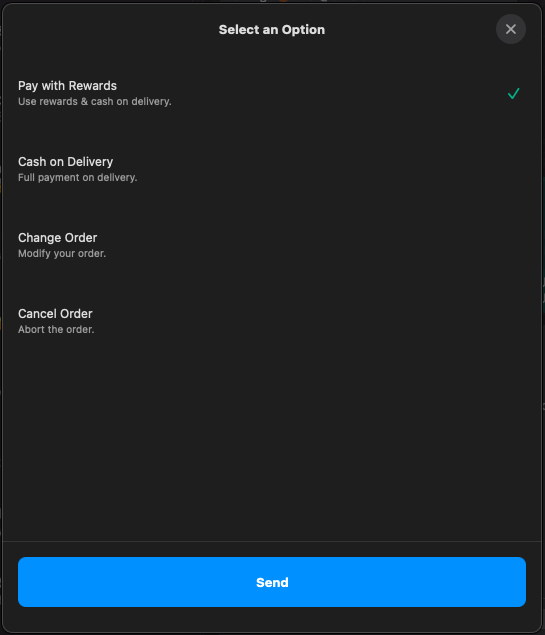 Select an Option
Pay with Rewards
Use rewards & cash on delivery.
Cash on Delivery
Full payment on delivery.
Change Order
Modify your order.
Cancel Order
Abort the order.
Send